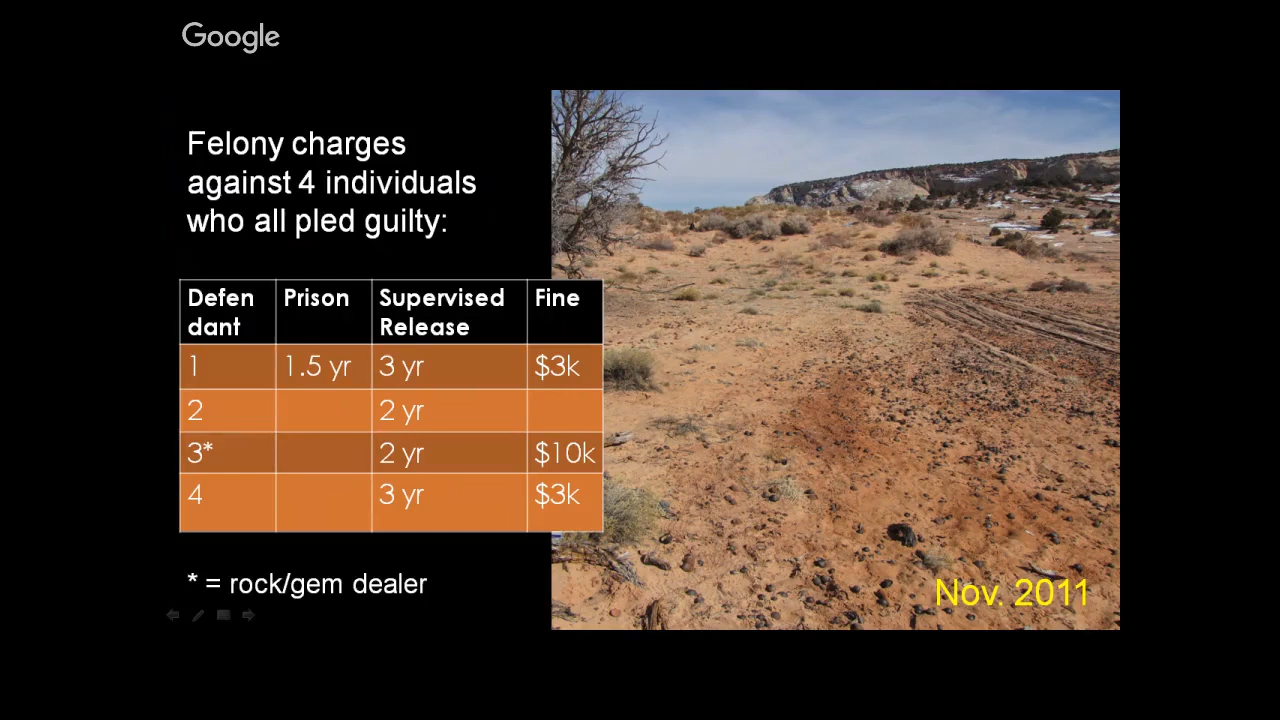 Google
Felony charges
against 4 individuals
who all pled guilty:
Defen
dant
Prison
Supervised
Release
Fine
1 1.5 yr 3 yr $3k
2 2 yr
3* 2 yr $10k
4 3 yr $3k
* = rock/gem dealer
Nov. 2011